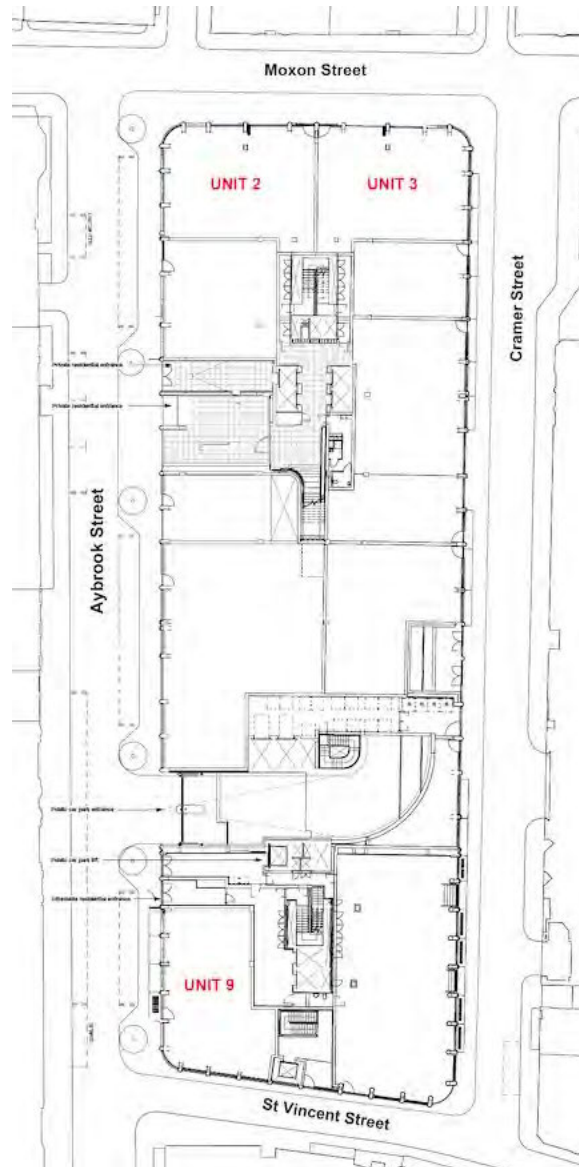 Moxon Street
UNIT 2
UNIT 3
Cramer Street
Private residential entrance
Private residential entrance
Aybrook Street
Public car park entrance
Public car park lift
Affordable residential entrance
UNIT 9
St Vincent Street